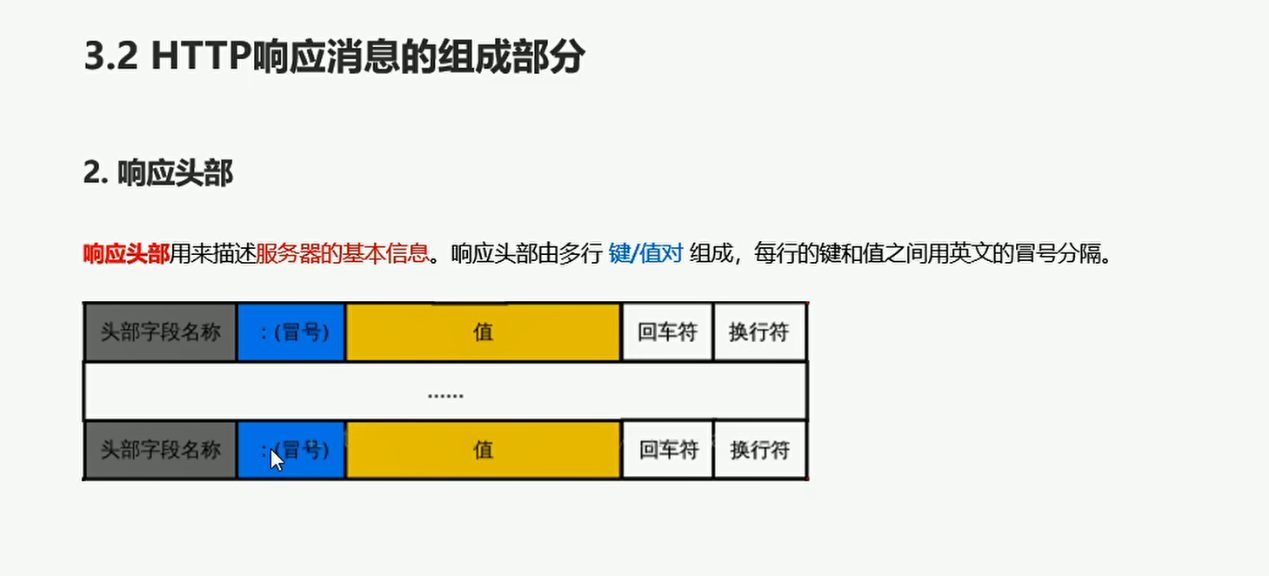 3.2 HTTP响应消息的组成部分
2. 响应头部
响应头部用来描述服务器的基本信息。响应头部由多行 键/值对 组成，每行的键和值之间用英文的冒号分隔。
头部字段名称 : (冒号) 值 回车符 换行符
......
头部字段名称 : (冒号) 值 回车符 换行符